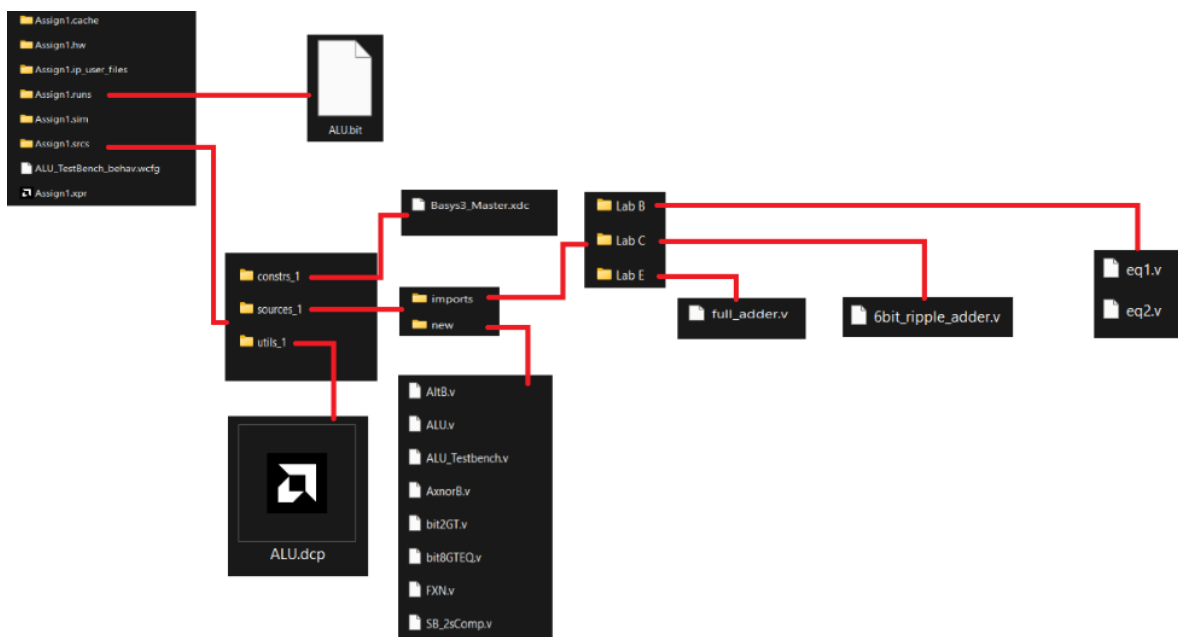 Assign1.cache
Assign1.hw
Assign1.ip_user_files
Assign1.runs
Assign1.sim
Assign1.srcs
ALU_TestBench_behav.wcfg
Assign1.xpr
ALU.bit
constrs_1
sources_1
utils_1
Basys3_Master.xdc
imports
new
Lab B
Lab C
Lab E
full_adder.v
6bit_ripple_adder.v
eq1.v
eq2.v
ALU.dcp
AltB.v
ALU.v
ALU_Testbench.v
AxnorB.v
bit2GT.v
bit8GTEQ.v
FXN.v
SB_2sComp.v